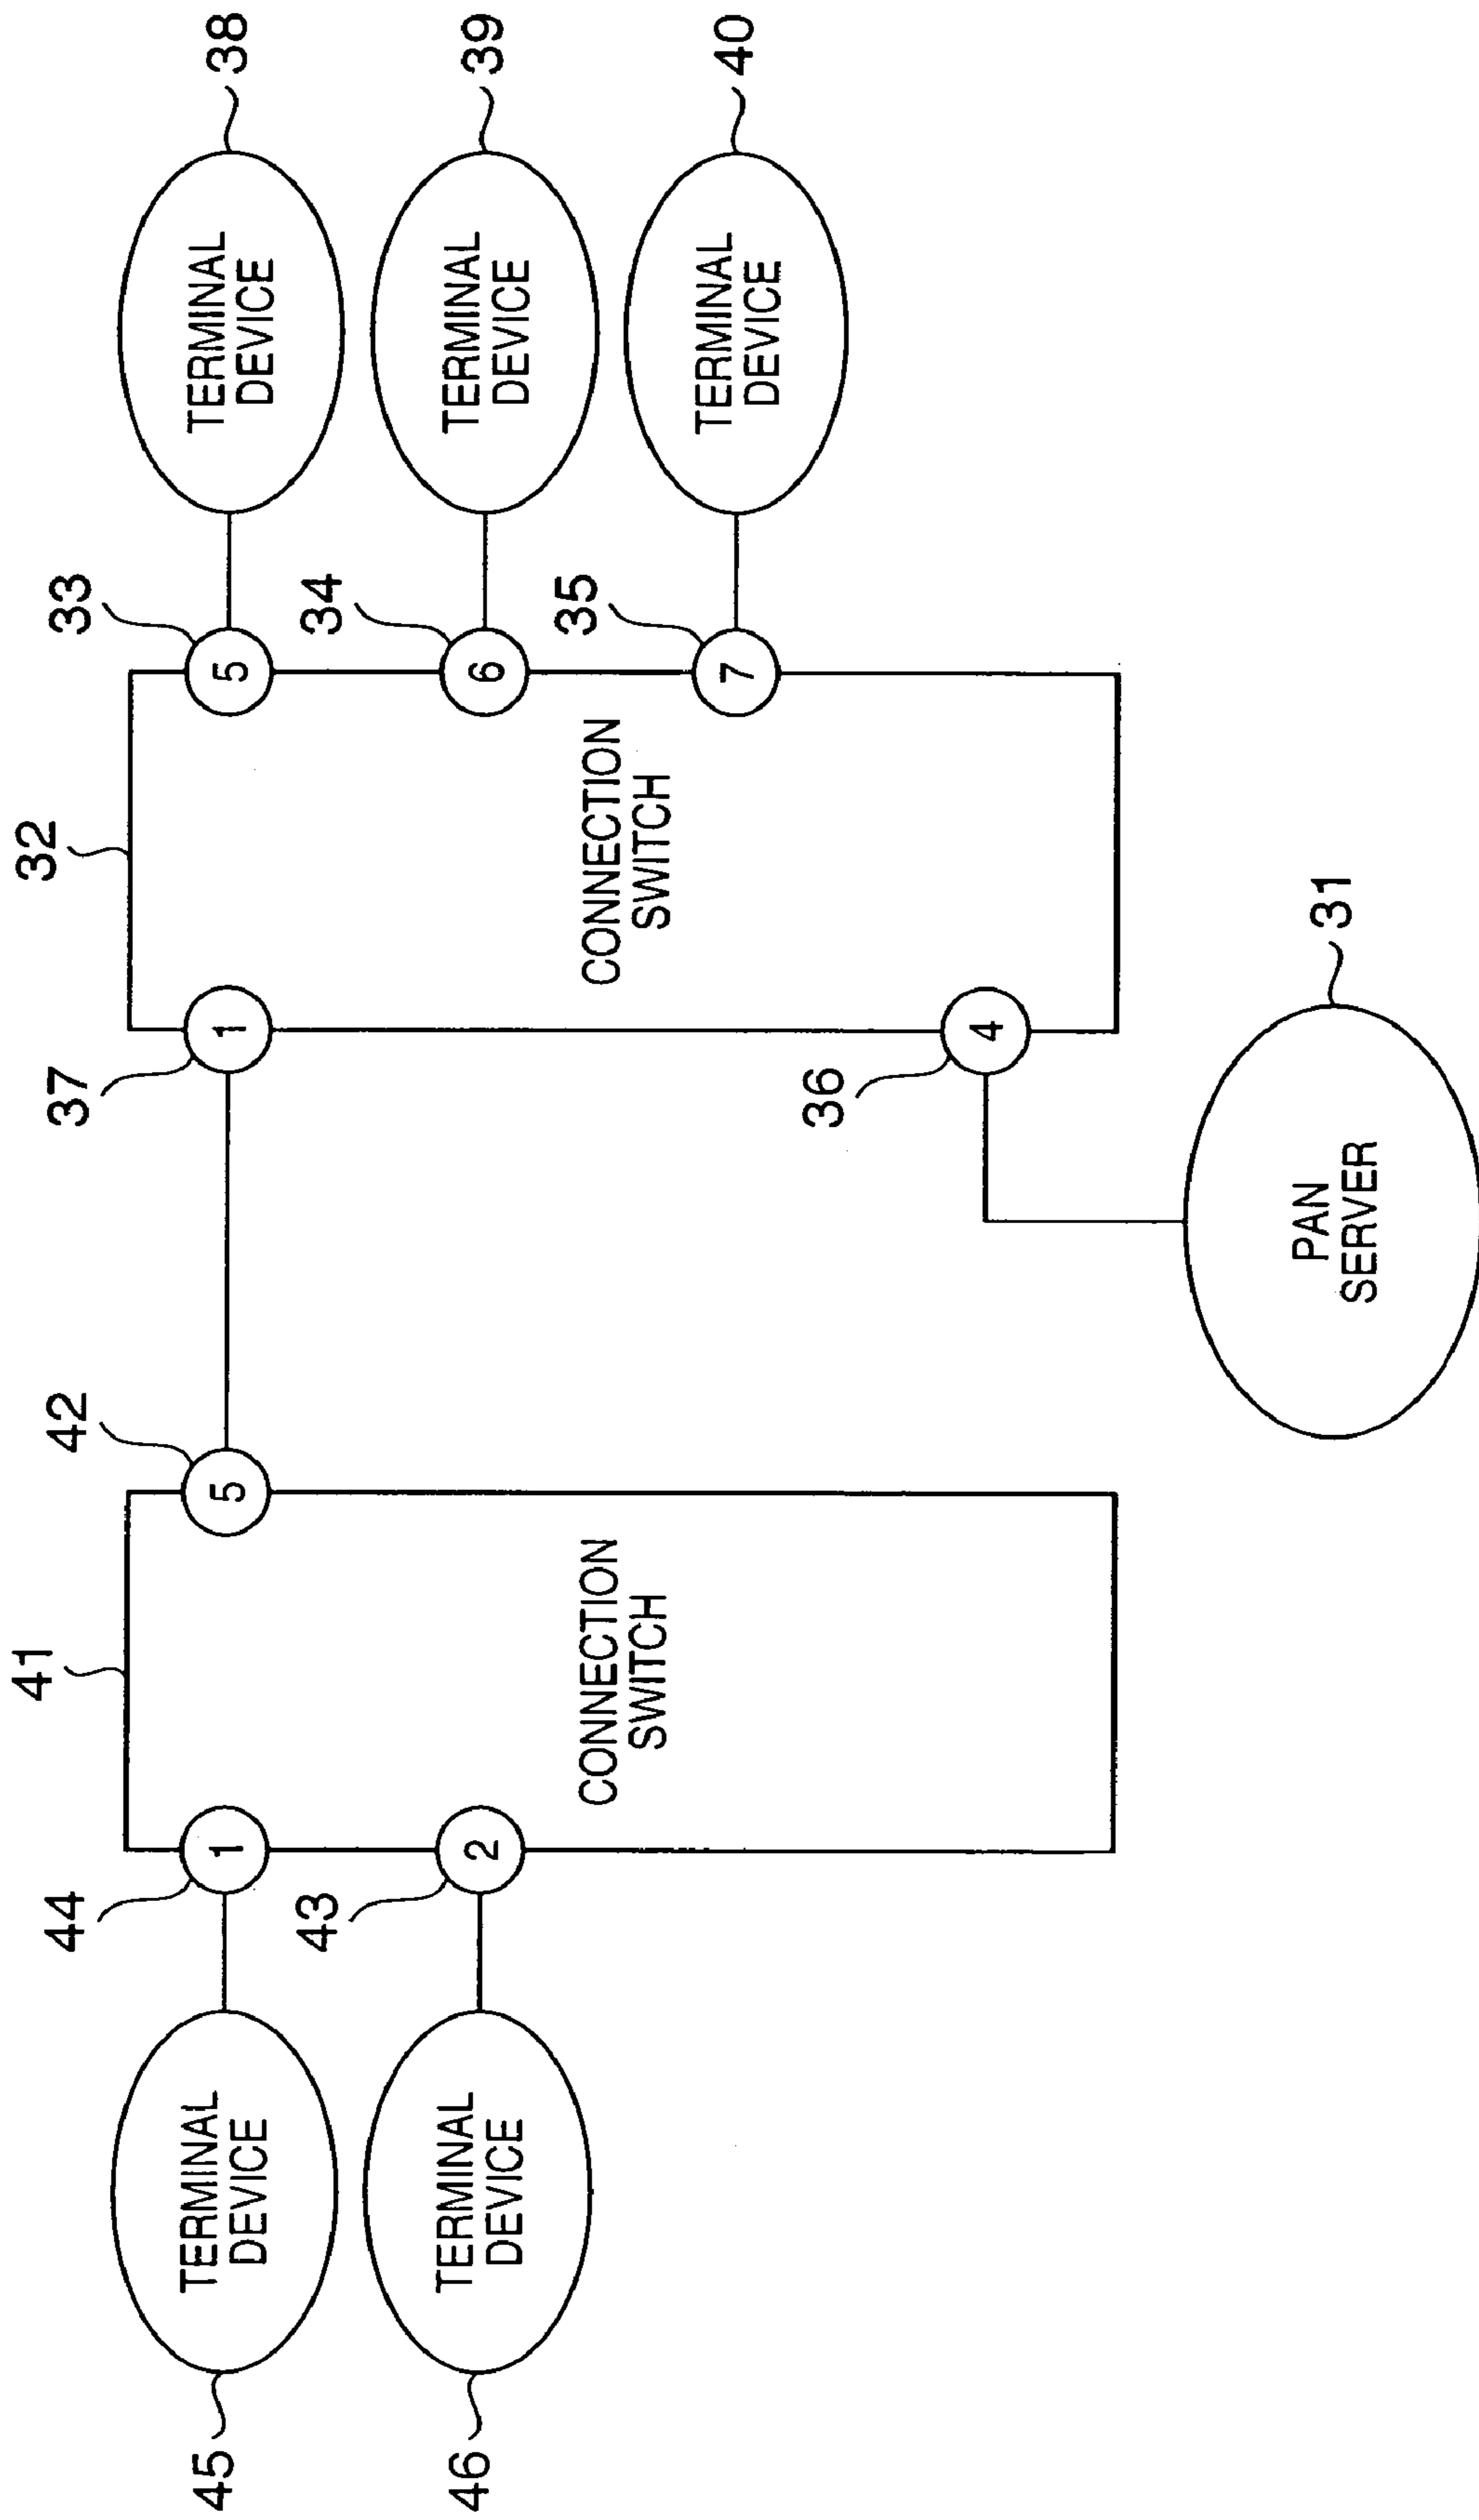 41
32
44
42
37
33
45
TERMINAL
DEVICE
1
5
1
5
TERMINAL
DEVICE
38
43
34
46
TERMINAL
DEVICE
2
6
TERMINAL
DEVICE
39
CONNECTION
SWITCH
CONNECTION
SWITCH
35
7
TERMINAL
DEVICE
40
36
4
PAN
SERVER
31